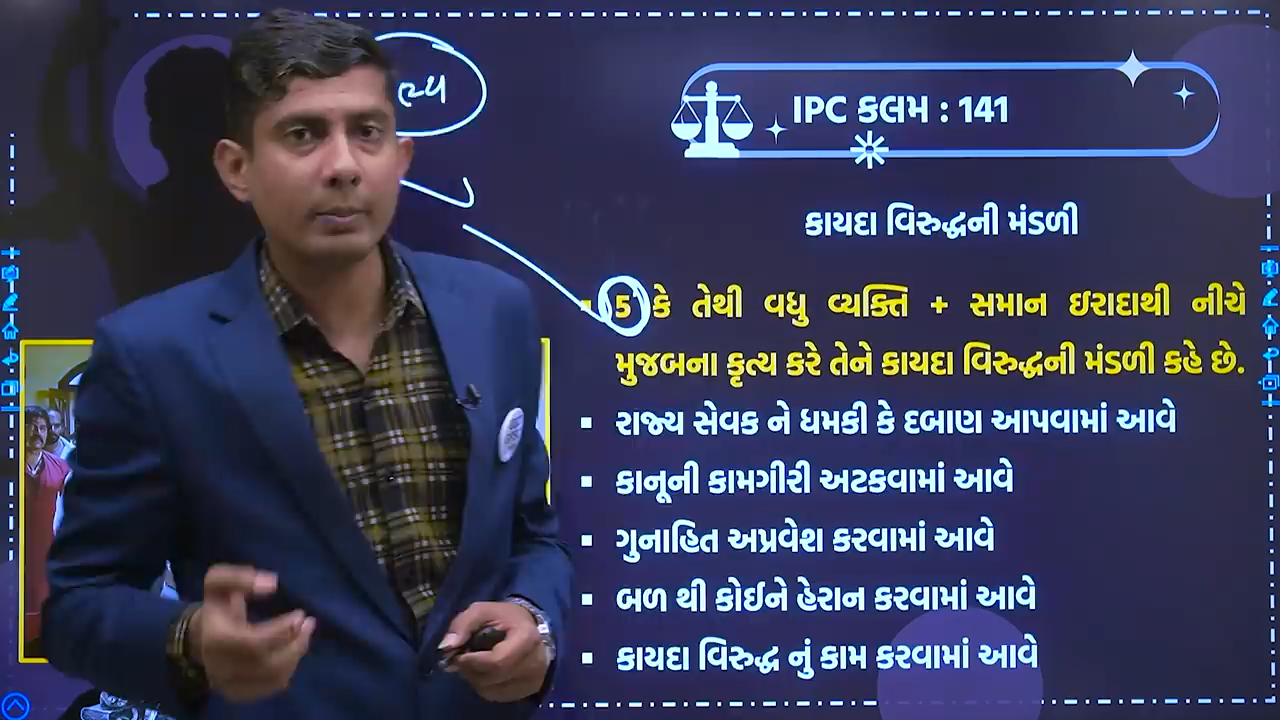 IPC કલમ : 141
કાયદા વિરુદ્ધની મંડળી
5 કે તેથી વધુ વ્યક્તિ + સમાન ઇરાદાથી નીચે
મુજબના કૃત્ય કરે તેને કાયદા વિરુદ્ધની મંડળી કહે છે.
▪ રાજ્ય સેવક ને ધમકી કે દબાણ આપવામાં આવે
▪ કાનૂની કામગીરી અટકવામાં આવે
▪ ગુનાહિત અપ્રવેશ કરવામાં આવે
▪ બળ થી કોઈને હેરાન કરવામાં આવે
▪ કાયદા વિરુદ્ધ નું કામ કરવામાં આવે